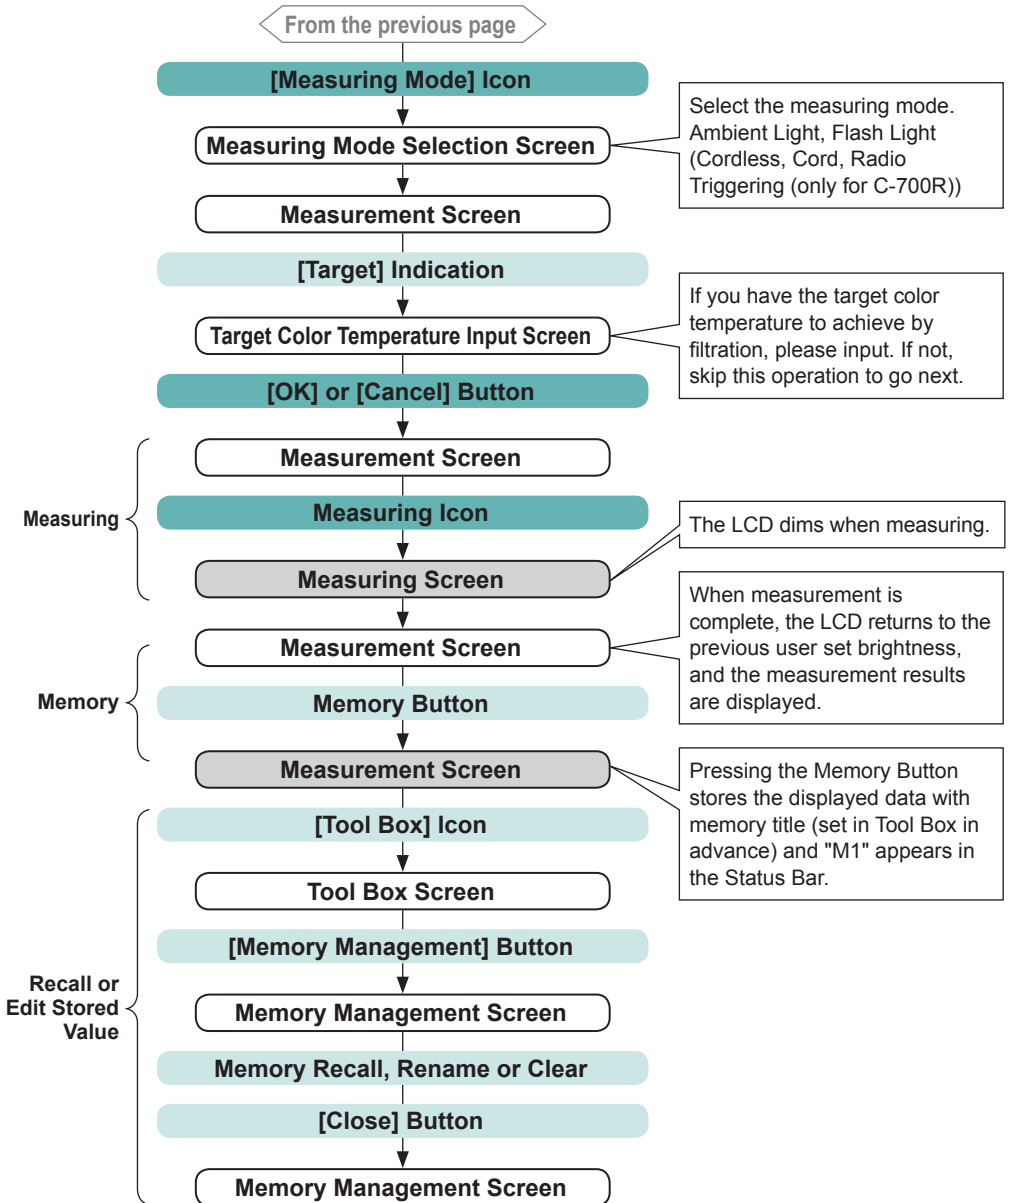 From the previous page
[Measuring Mode] Icon
Measuring Mode Selection Screen
Select the measuring mode.
Ambient Light, Flash Light
(Cordless, Cord, Radio
Triggering (only for C-700R))
Measurement Screen
[Target] Indication
Target Color Temperature Input Screen
If you have the target color
temperature to achieve by
filtration, please input. If not,
skip this operation to go next.
[OK] or [Cancel] Button
Measuring
Measurement Screen
Measuring Icon
Measuring Screen
The LCD dims when measuring.
Memory
Measurement Screen
When measurement is
complete, the LCD returns to the
previous user set brightness,
and the measurement results
are displayed.
Memory Button
Measurement Screen
Pressing the Memory Button
stores the displayed data with
memory title (set in Tool Box in
advance) and "M1" appears in
the Status Bar.
Recall or
Edit Stored
Value
[Tool Box] Icon
Tool Box Screen
[Memory Management] Button
Memory Management Screen
Memory Recall, Rename or Clear
[Close] Button
Memory Management Screen